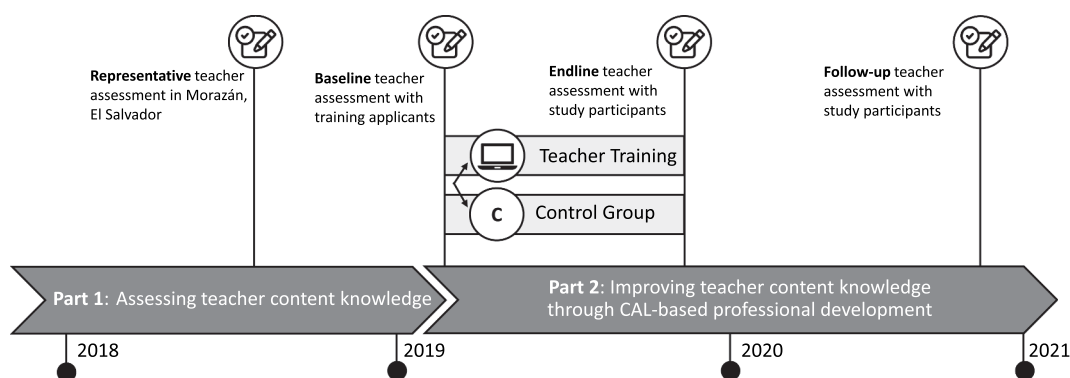 Representative teacher
assessment in Morazán,
El Salvador
Baseline teacher
assessment with
training applicants
Endline teacher
assessment with
study participants
Follow-up teacher
assessment with
study participants
Teacher Training
C
Control Group
Part 1: Assessing teacher content knowledge
Part 2: Improving teacher content knowledge
through CAL-based professional development
2018
2019
2020
2021